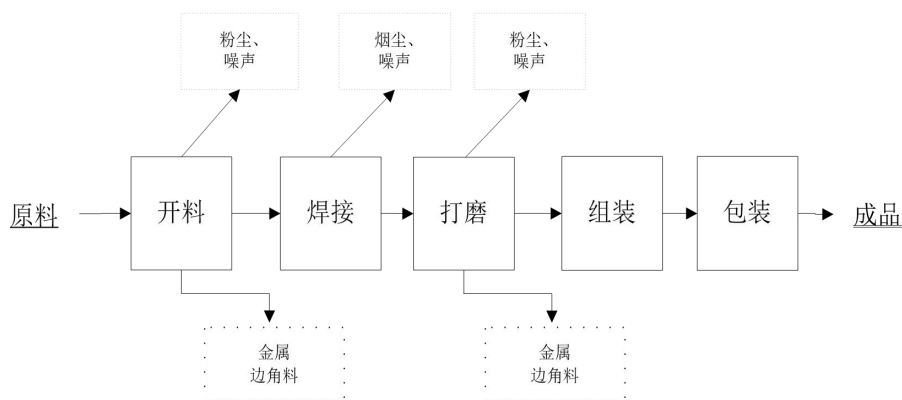 粉尘、
噪声
烟尘、
噪声
粉尘、
噪声
原料
开料
焊接
打磨
组装
包装
成品
金属
边角料
金属
边角料